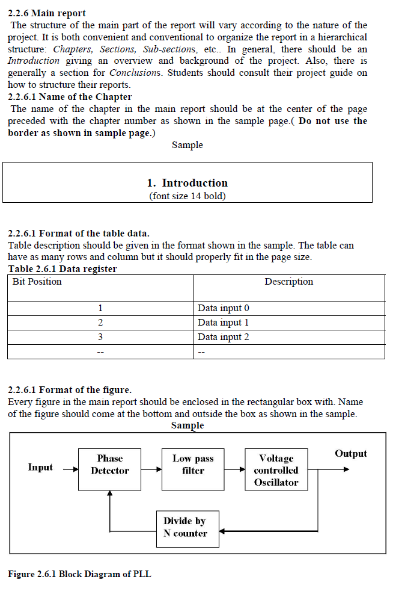 2.2.6 Main report
The structure of the main part of the report will vary according to the nature of the
project. It is both convenient and conventional to organize the report in a hierarchical
structure: Chapters, Sections, Sub-sections, etc.. In general, there should be an
Introduction giving an overview and background of the project. Also, there is
generally a section for Conclusions. Students should consult their project guide on
how to structure their reports.
2.2.6.1 Name of the Chapter
The name of the chapter in the main report should be at the center of the page
preceded with the chapter number as shown in the sample page.( Do not use the
border as shown in sample page.)
Sample
1. Introduction
(font size 14 bold)
2.2.6.1 Format of the table data.
Table description should be given in the format shown in the sample. The table can
have as many rows and column but it should properly fit in the page size.
Table 2.6.1 Data register
Bit Position Description
1 Data input 0
2 Data input 1
3 Data input 2
-- --
2.2.6.1 Format of the figure.
Every figure in the main report should be enclosed in the rectangular box with. Name
of the figure should come at the bottom and outside the box as shown in the sample.
Sample
Input
Phase
Detector
Low pass
filter
Voltage
controlled
Oscillator
Output
Divide by
N counter
Figure 2.6.1 Block Diagram of PLL